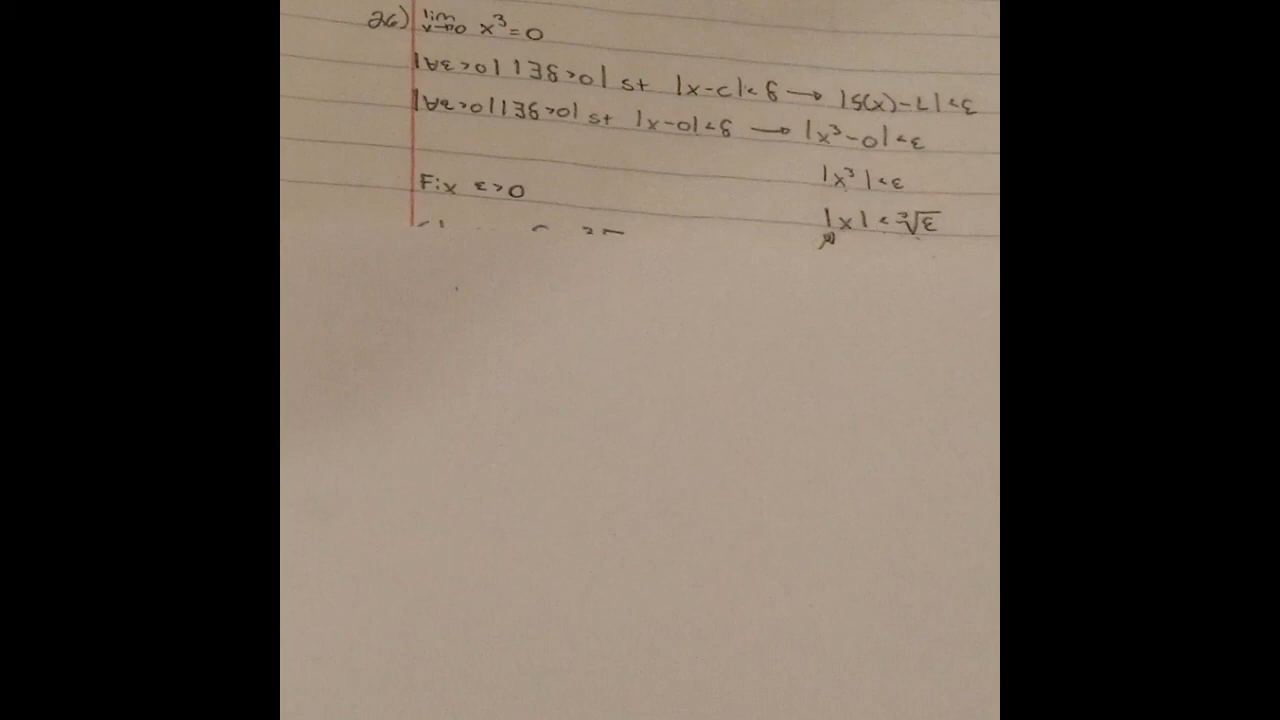 26) lim x→0 x³=0
|∀ε>0||∃δ>0| st |x-c|<δ → |f(x)-L|<ε
|∀ε>0||∃δ>0| st |x-0|<δ → |x³-0|<ε
|x³|<ε
Fix ε>0
|x|<∛ε